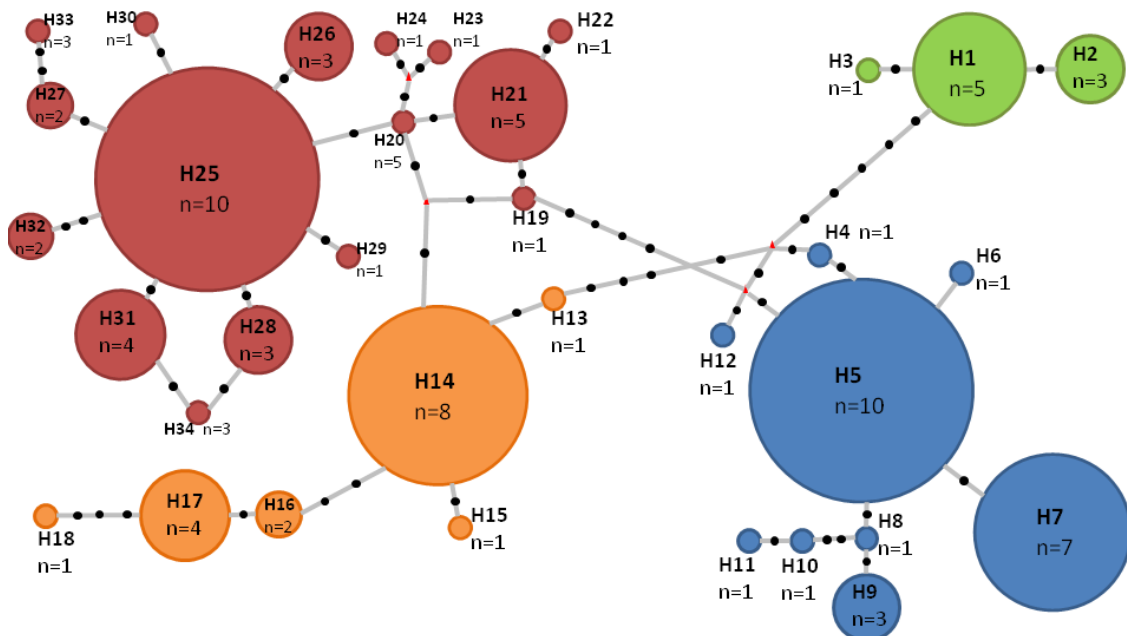 H33
n=3
H30
n=1
H26
n=3
H24
n=1
H23
n=1
H22
n=1
H27
n=2
H21
n=5
H20
n=5
H25
n=10
H32
n=2
H29
n=1
H19
n=1
H31
n=4
H28
n=3
H34 n=3
H3
n=1
H1
n=5
H2
n=3
H4 n=1
H6
n=1
H13
n=1
H12
n=1
H14
n=8
H5
n=10
H17
n=4
H16
n=2
H15
n=1
H18
n=1
H7
n=7
H8
n=1
H11
n=1
H10
n=1
H9
n=3